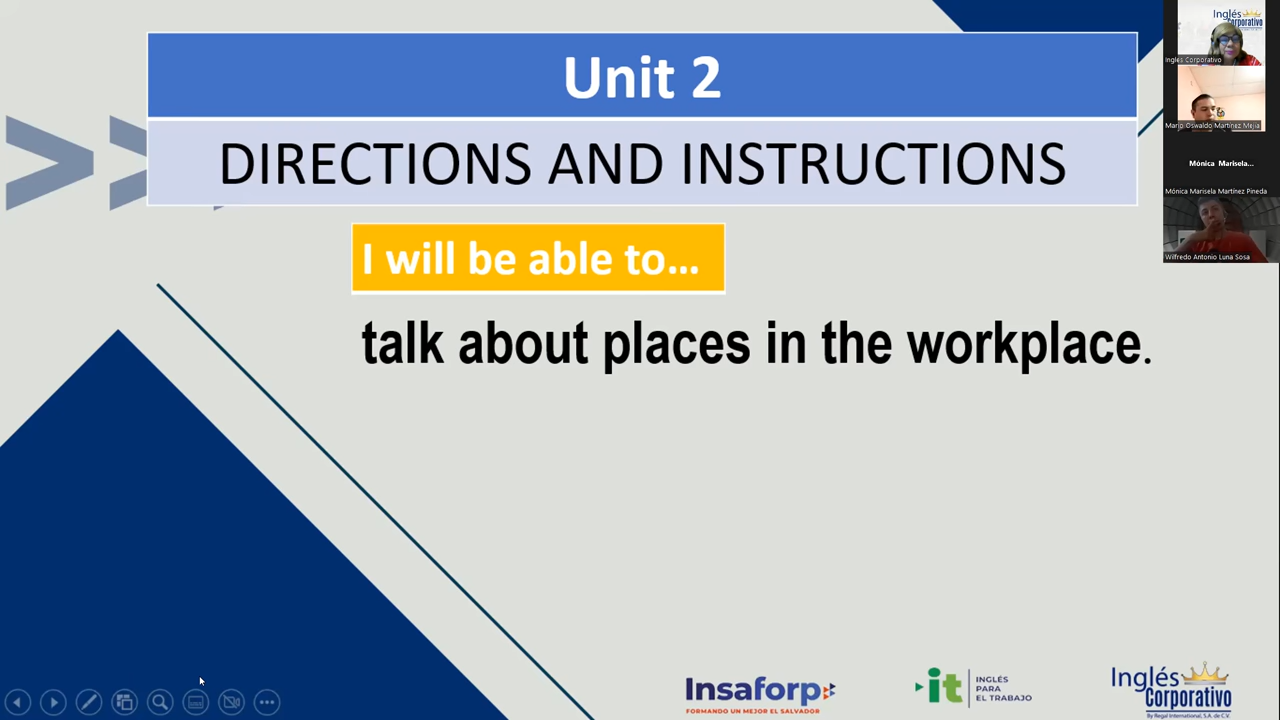 Unit 2
DIRECTIONS AND INSTRUCTIONS
I will be able to...
talk about places in the workplace.
Inglés
Corporativo
Inglés Corporativo
Mario Oswaldo Martinez Mejia
Mónica Marisela...
Mónica Marisela Martínez Pineda
Wilfredo Antonio Luna Sosa
Insaforp
FORMANDO UN MEJOR EL SALVADOR
it
INGLÉS
PARA
EL TRABAJO
Inglés
Corporativo
By Regal International, S.A. de C.V.